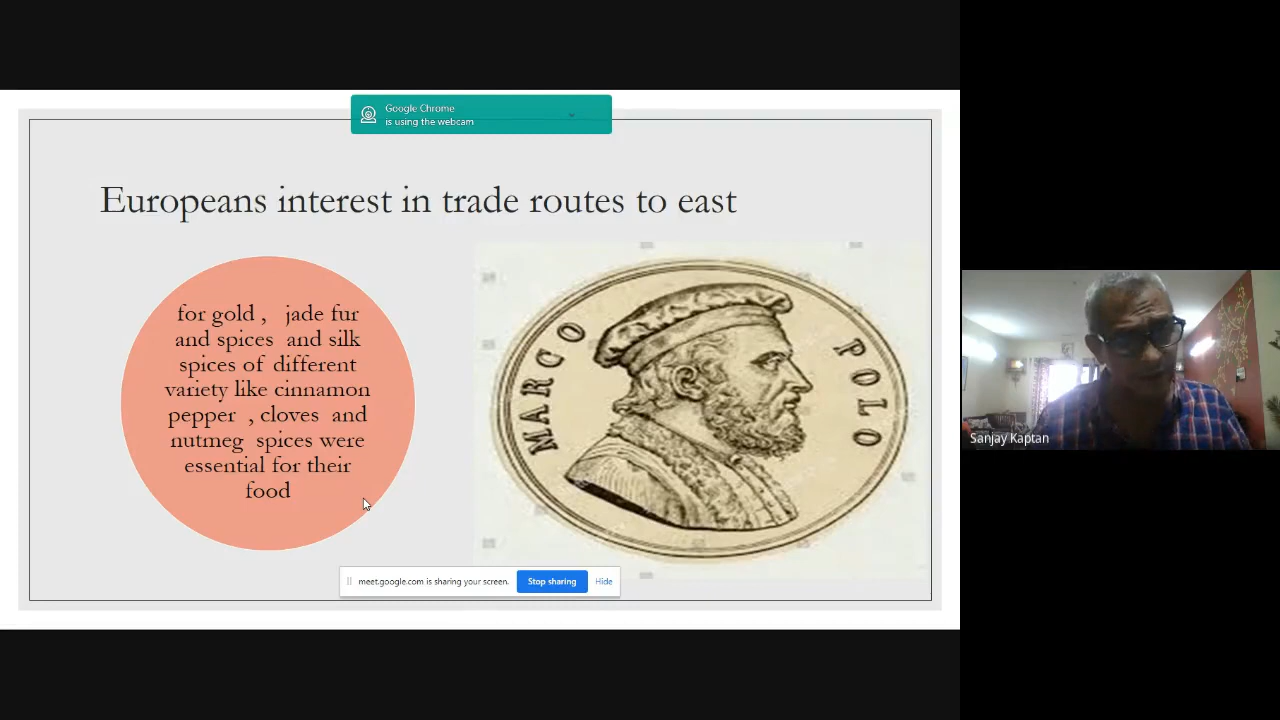 Google Chrome
is using the webcam
Europeans interest in trade routes to east
for gold , jade fur
and spices and silk
spices of different
variety like cinnamon
pepper , cloves and
nutmeg spices were
essential for their
food
MARCO POLO
meet.google.com is sharing your screen. Stop sharing Hide
Sanjay Kaptan